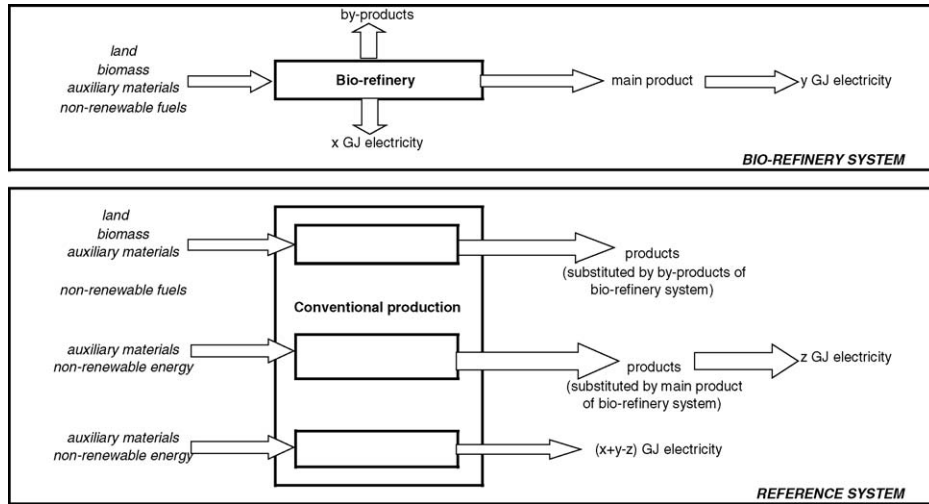 by-products
land
biomass
auxiliary materials
non-renewable fuels
Bio-refinery
main product
y GJ electricity
x GJ electricity
BIO-REFINERY SYSTEM
land
biomass
auxiliary materials
products
(substituted by by-products of
bio-refinery system)
non-renewable fuels
Conventional production
auxiliary materials
non-renewable energy
products
(substituted by main product
of bio-refinery system)
z GJ electricity
auxiliary materials
non-renewable energy
(x+y-z) GJ electricity
REFERENCE SYSTEM